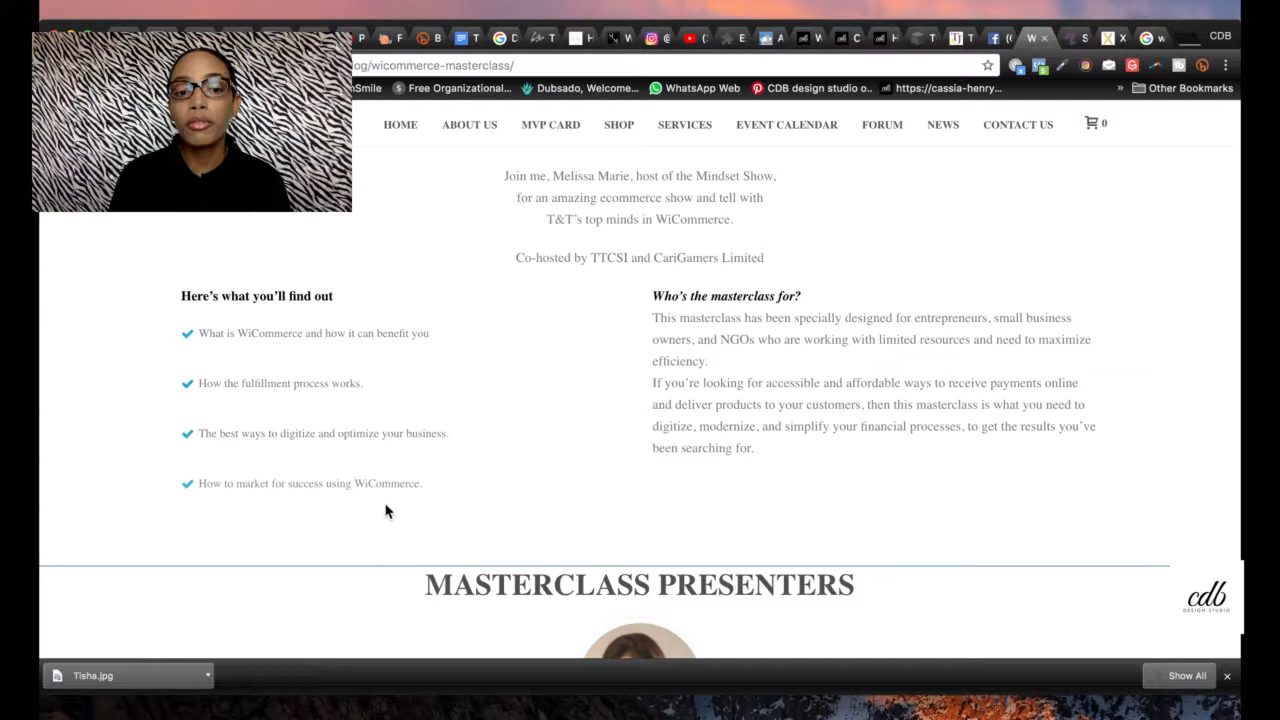 P F B T G D T H W @ ( E A W C H T T ( W × S X w CDB
og/wicommerce-masterclass/
mSmile Free Organizational... Dubsado, Welcome... WhatsApp Web CDB design studio o.. https://cassia-henry... » Other Bookmarks
HOME ABOUT US MVP CARD SHOP SERVICES EVENT CALENDAR FORUM NEWS CONTACT US 0
Join me, Melissa Marie, host of the Mindset Show,
for an amazing ecommerce show and tell with
T&T's top minds in WiCommerce.
Co-hosted by TTCSI and CariGamers Limited
Here's what you'll find out
What is WiCommerce and how it can benefit you
How the fulfillment process works.
The best ways to digitize and optimize your business.
How to market for success using WiCommerce.
Who's the masterclass for?
This masterclass has been specially designed for entrepreneurs, small business
owners, and NGOs who are working with limited resources and need to maximize
efficiency.
If you're looking for accessible and affordable ways to receive payments online
and deliver products to your customers, then this masterclass is what you need to
digitize, modernize, and simplify your financial processes, to get the results you've
been searching for.
MASTERCLASS PRESENTERS
cdb
DESIGN STUDIO
Tisha.jpg
Show All ×